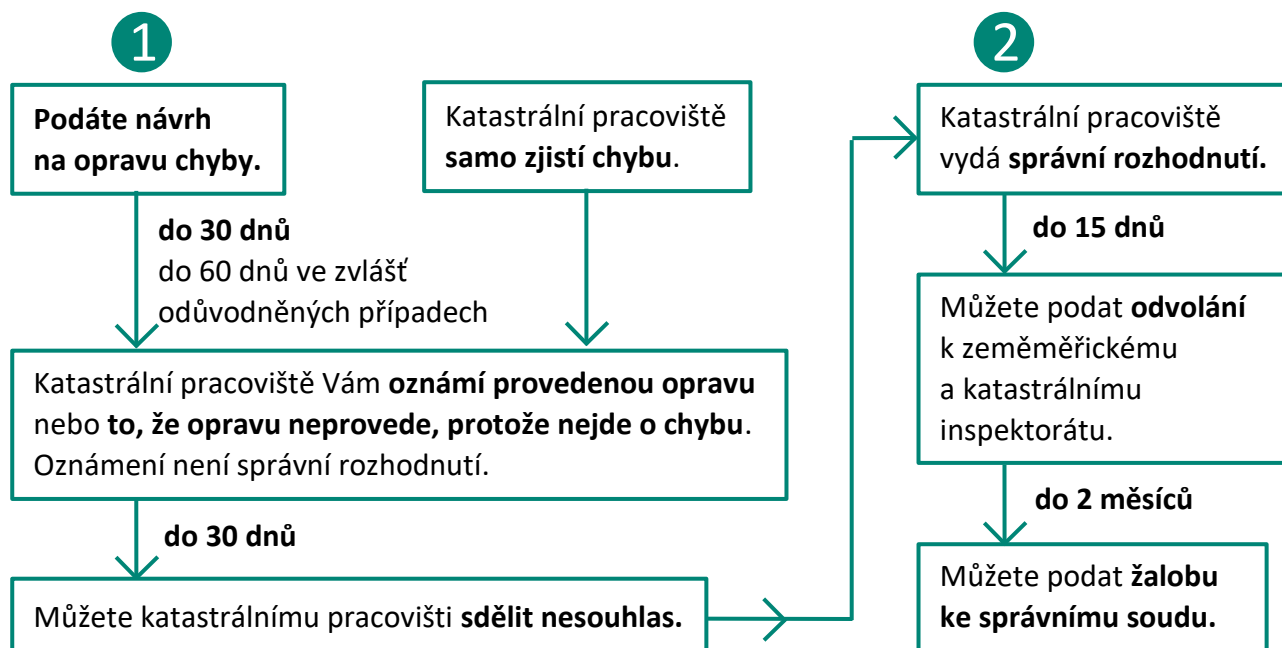 1
Podáte návrh
na opravu chyby.
Katastrální pracoviště
samo zjistí chybu.
do 30 dnů
do 60 dnů ve zvlášť
odůvodněných případech
Katastrální pracoviště Vám oznámí provedenou opravu
nebo to, že opravu neprovede, protože nejde o chybu.
Oznámení není správní rozhodnutí.
do 30 dnů
Můžete katastrálnímu pracovišti sdělit nesouhlas.
2
Katastrální pracoviště
vydá správní rozhodnutí.
do 15 dnů
Můžete podat odvolání
k zeměměřickému
a katastrálnímu
inspektorátu.
do 2 měsíců
Můžete podat žalobu
ke správnímu soudu.